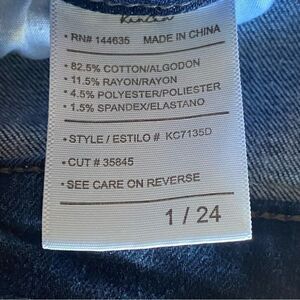 KanCan
• RN# 144635 MADE IN CHINA
• 82.5% COTTON/ALGODON
• 11.5% RAYON/RAYON
• 4.5% POLYESTER/POLIESTER
• 1.5% SPANDEX/ELASTANO
• STYLE / ESTILO # KC7135D
• CUT # 35845
• SEE CARE ON REVERSE
1 / 24